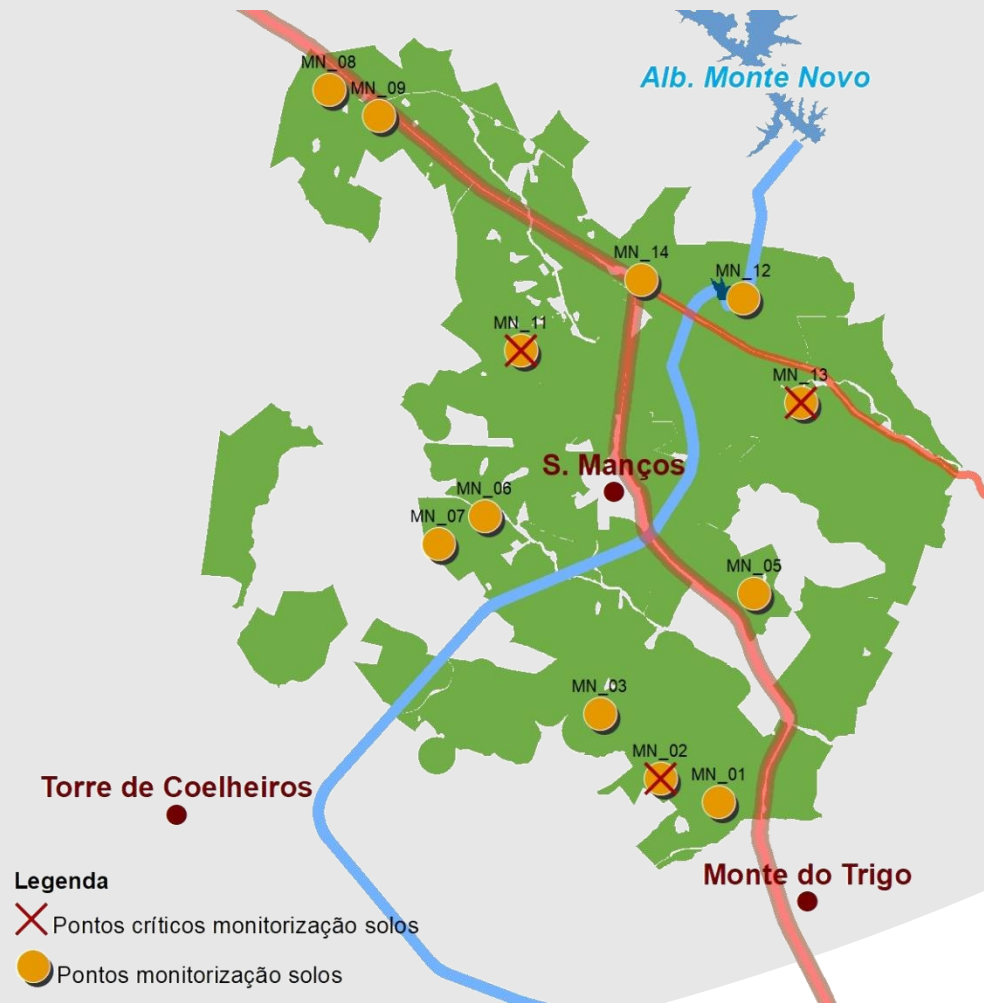 MN_08
Alb. Monte Novo
MN_09
MN_14
MN_12
MN_11
MN_13
S. Manços
MN_06
MN_07
MN_05
MN_03
MN_02
MN_01
Torre de Coelheiros
Monte do Trigo
Legenda
Pontos críticos monitorização solos
Pontos monitorização solos